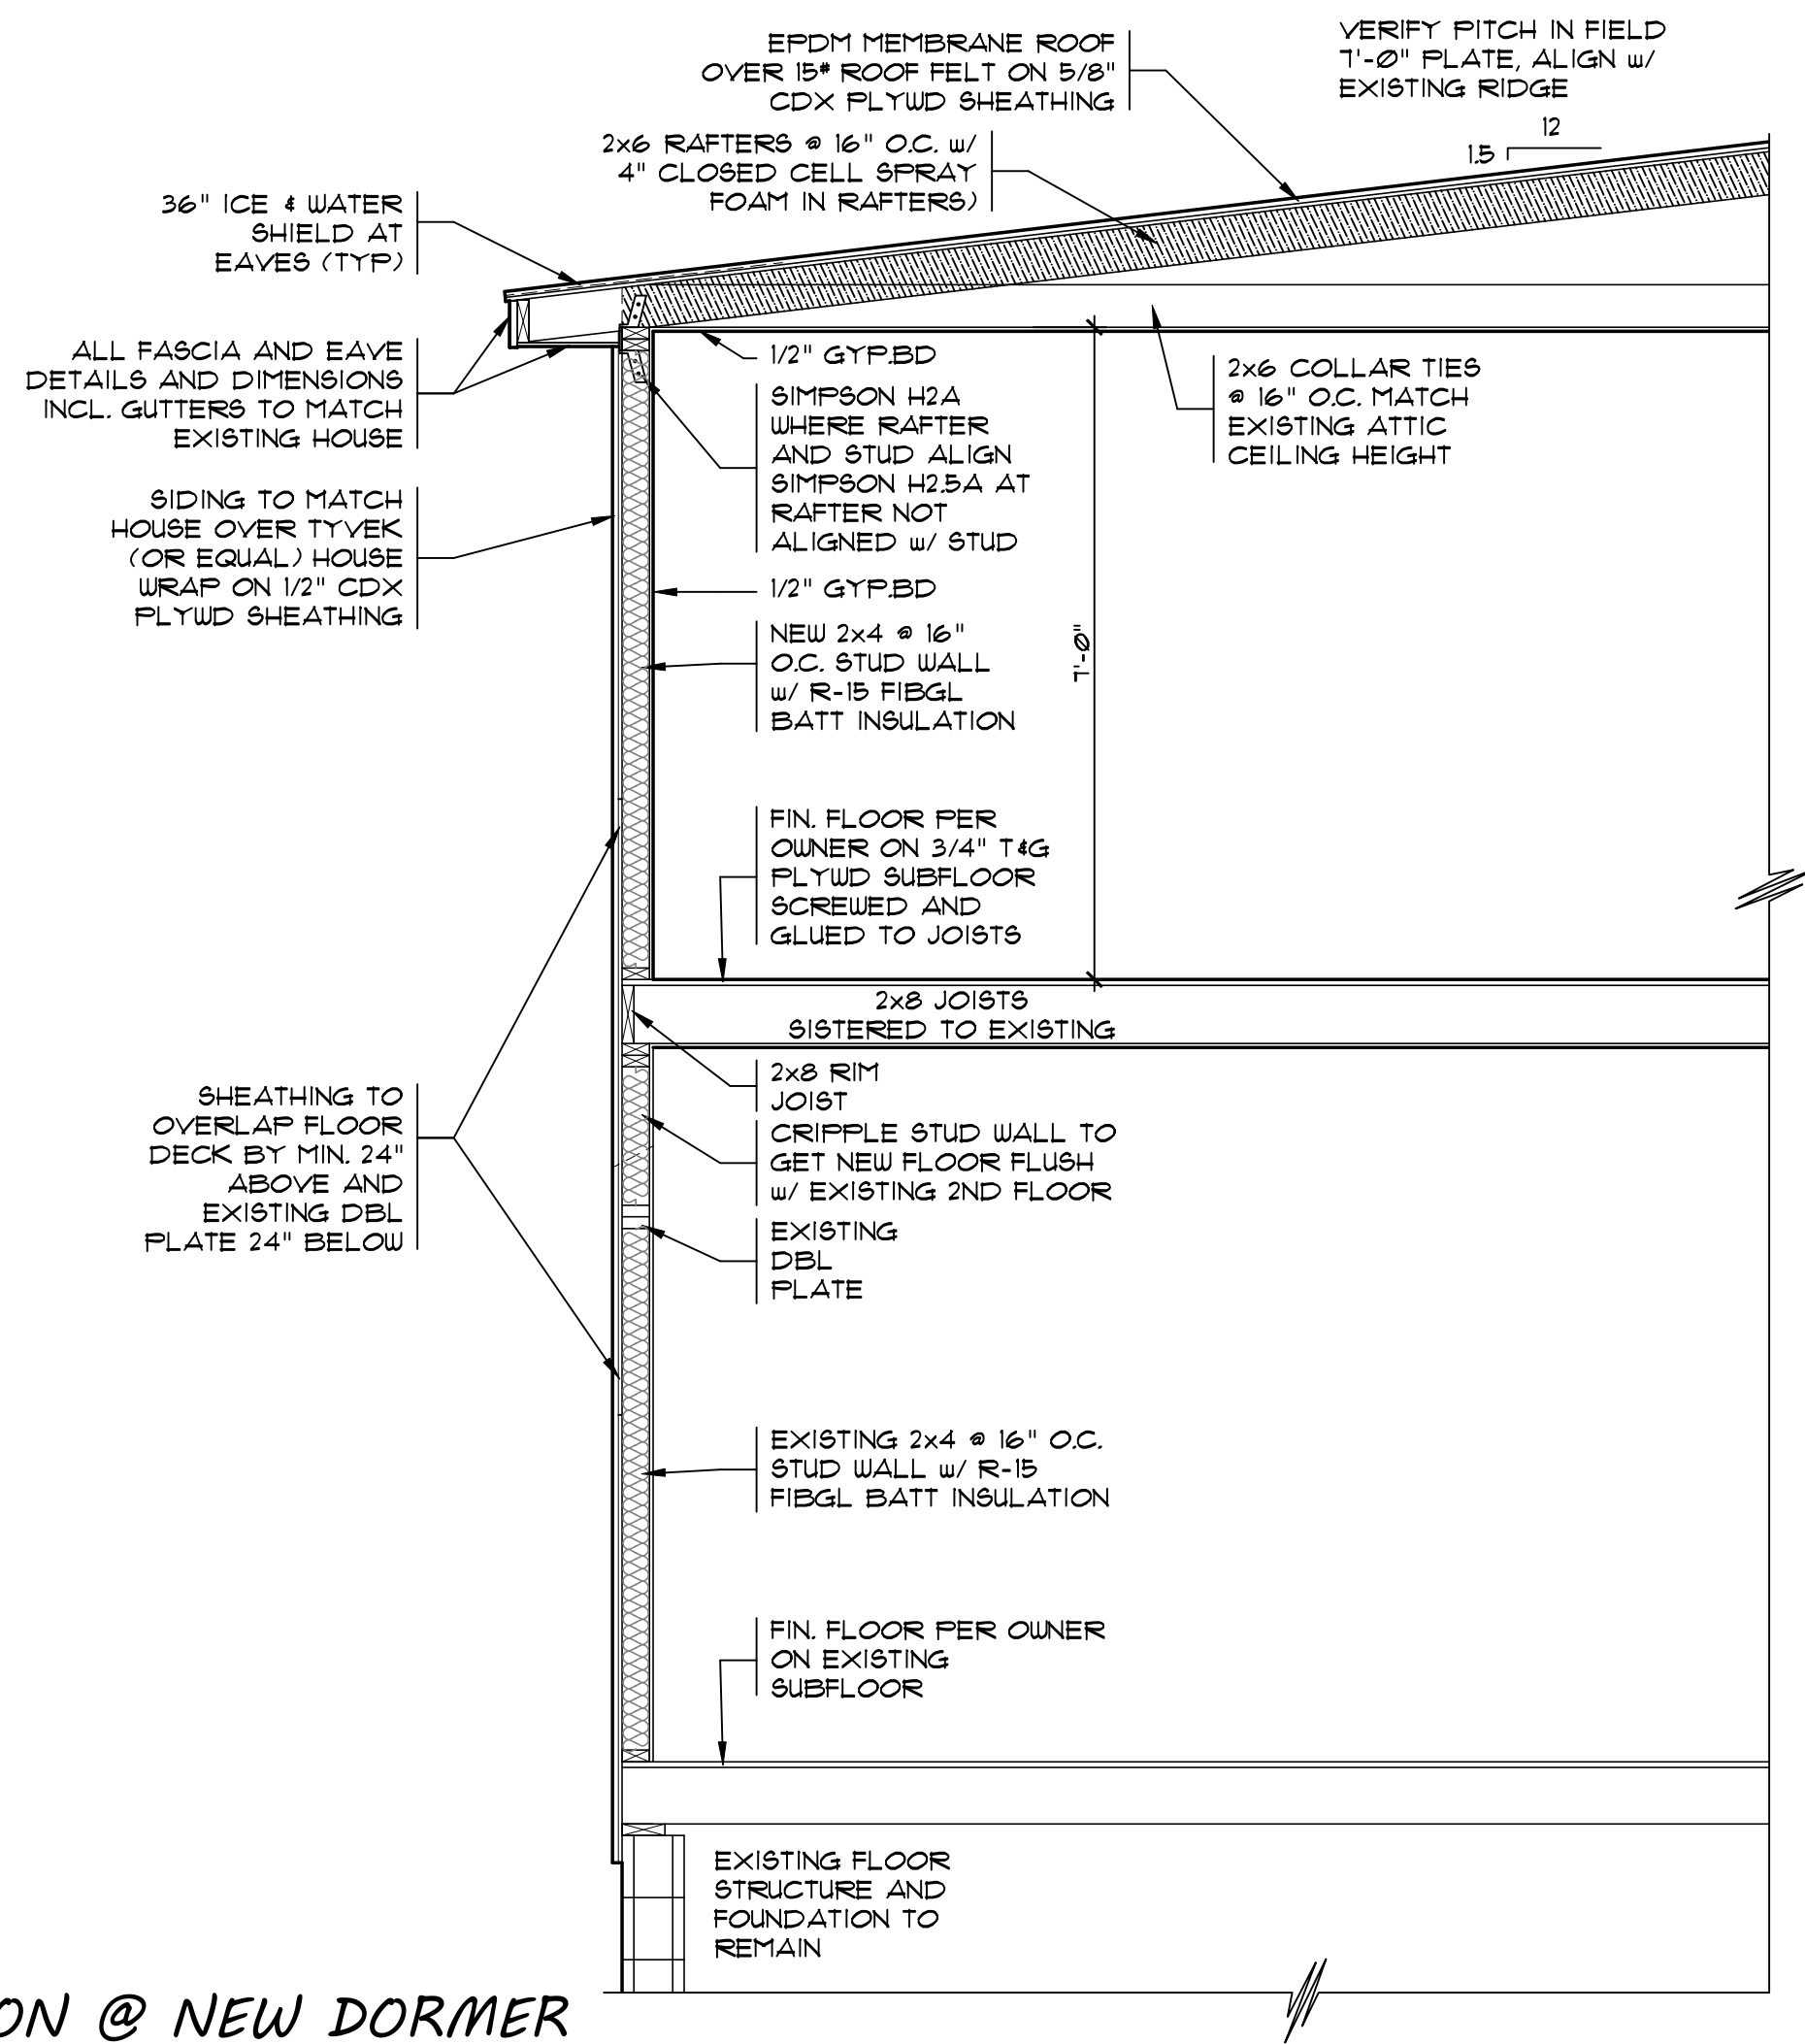 EPDM MEMBRANE ROOF
OVER 15# ROOF FELT ON 5/8"
CDX PLYWD SHEATHING
VERIFY PITCH IN FIELD
7'-0" PLATE, ALIGN w/
EXISTING RIDGE
12
1.5
2x6 RAFTERS @ 16" O.C. w/
4" CLOSED CELL SPRAY
FOAM IN RAFTERS)
36" ICE & WATER
SHIELD AT
EAVES (TYP)
ALL FASCIA AND EAVE
DETAILS AND DIMENSIONS
INCL. GUTTERS TO MATCH
EXISTING HOUSE
1/2" GYP.BD
SIMPSON H2A
WHERE RAFTER
AND STUD ALIGN
SIMPSON H2.5A AT
RAFTER NOT
ALIGNED w/ STUD
2x6 COLLAR TIES
@ 16" O.C. MATCH
EXISTING ATTIC
CEILING HEIGHT
SIDING TO MATCH
HOUSE OVER TYVEK
(OR EQUAL) HOUSE
WRAP ON 1/2" CDX
PLYWD SHEATHING
1/2" GYP.BD
NEW 2x4 @ 16"
O.C. STUD WALL
w/ R-15 FIBGL
BATT INSULATION
7'-0"
FIN. FLOOR PER
OWNER ON 3/4" T&G
PLYWD SUBFLOOR
SCREWED AND
GLUED TO JOISTS
2x8 JOISTS
SISTERED TO EXISTING
2x8 RIM
JOIST
SHEATHING TO
OVERLAP FLOOR
DECK BY MIN. 24"
ABOVE AND
EXISTING DBL
PLATE 24" BELOW
CRIPPLE STUD WALL TO
GET NEW FLOOR FLUSH
w/ EXISTING 2ND FLOOR
EXISTING
DBL
PLATE
EXISTING 2x4 @ 16" O.C.
STUD WALL w/ R-15
FIBGL BATT INSULATION
FIN. FLOOR PER OWNER
ON EXISTING
SUBFLOOR
EXISTING FLOOR
STRUCTURE AND
FOUNDATION TO
REMAIN
ON @ NEW DORMER